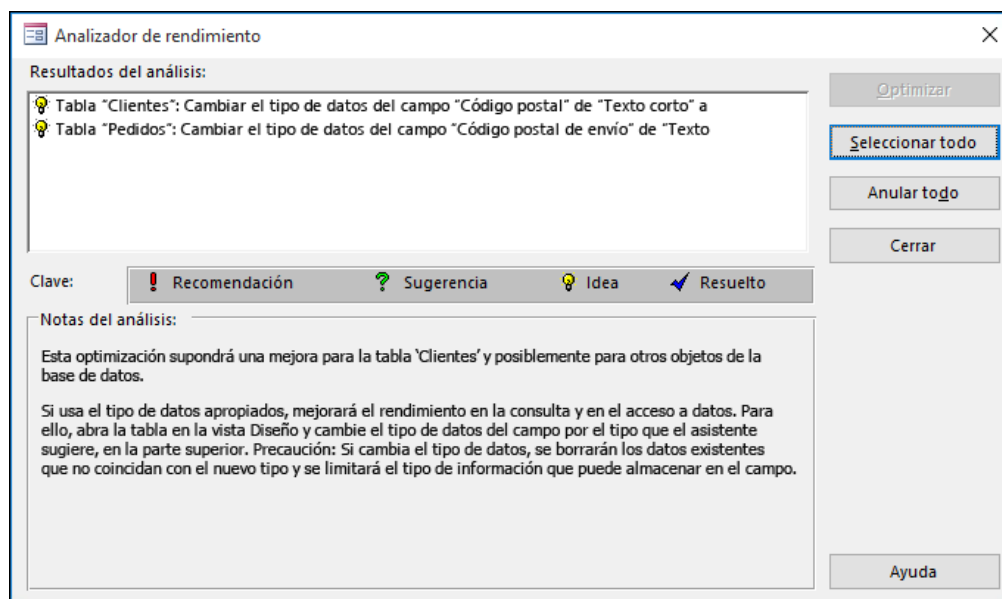 Analizador de rendimiento
Resultados del análisis:
Optimizar
Tabla "Clientes": Cambiar el tipo de datos del campo "Código postal" de "Texto corto" a
Tabla "Pedidos": Cambiar el tipo de datos del campo "Código postal de envío" de "Texto
Seleccionar todo
Anular todo
Cerrar
Clave: Recomendación Sugerencia Idea Resuelto
Notas del análisis:
Esta optimización supondrá una mejora para la tabla 'Clientes' y posiblemente para otros objetos de la
base de datos.
Si usa el tipo de datos apropiados, mejorará el rendimiento en la consulta y en el acceso a datos. Para
ello, abra la tabla en la vista Diseño y cambie el tipo de datos del campo por el tipo que el asistente
sugiere, en la parte superior. Precaución: Si cambia el tipo de datos, se borrarán los datos existentes
que no coincidan con el nuevo tipo y se limitará el tipo de información que puede almacenar en el campo.
Ayuda